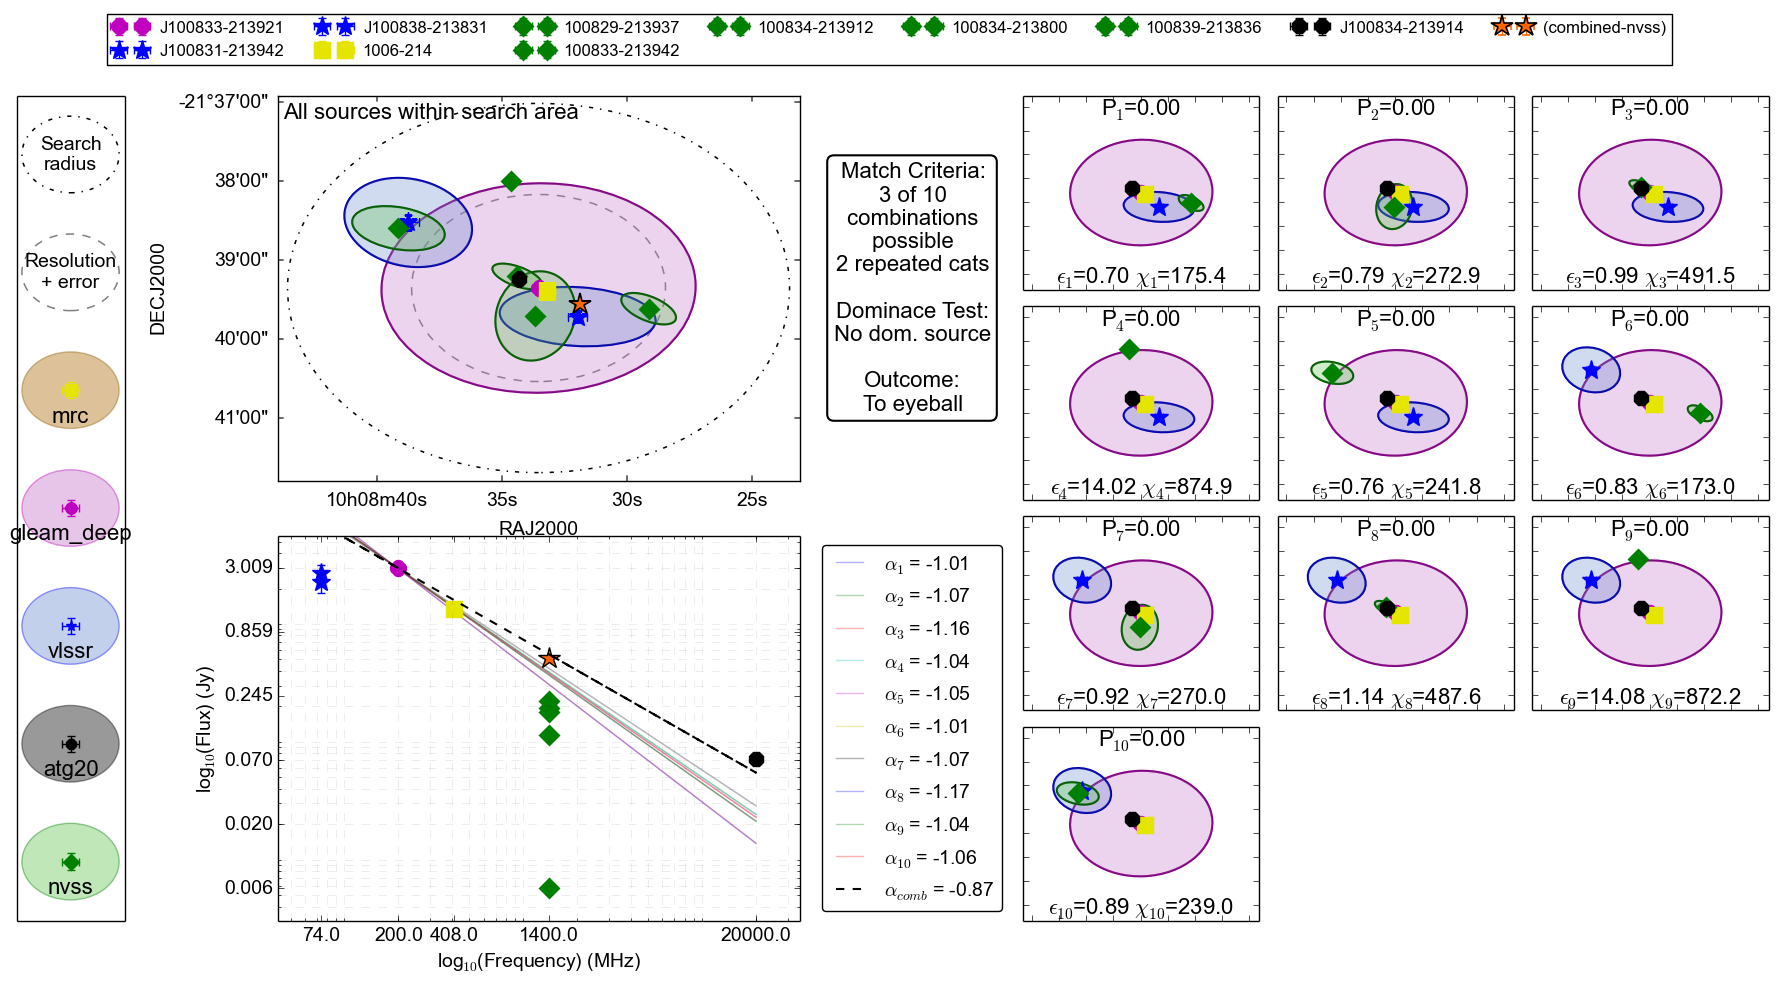 J100833-213921
J100838-213831
100829-213937
100834-213912
100834-213800
100839-213836
J100834-213914
(combined-nvss)
J100831-213942
1006-214
100833-213942
Search
radius
Resolution
+ error
mrc
gleam_deep
vlssr
atg20
nvss
All sources within search area
-21°37'00"
38'00"
39'00"
40'00"
41'00"
DECJ2000
10h08m40s
35s
30s
25s
RAJ2000
Match Criteria:
3 of 10
combinations
possible
2 repeated cats
Dominace Test:
No dom. source
Outcome:
To eyeball
3.009
0.859
0.245
0.070
0.020
0.006
log₁₀(Flux) (Jy)
74.0
200.0
408.0
1400.0
20000.0
log₁₀(Frequency) (MHz)
α₁ = -1.01
α₂ = -1.07
α₃ = -1.16
α₄ = -1.04
α₅ = -1.05
α₆ = -1.01
α₇ = -1.07
α₈ = -1.17
α₉ = -1.04
α₁₀ = -1.06
α_comb = -0.87
P₁=0.00
ϵ₁=0.70 χ₁=175.4
P₂=0.00
ϵ₂=0.79 χ₂=272.9
P₃=0.00
ϵ₃=0.99 χ₃=491.5
P₄=0.00
ϵ₄=14.02 χ₄=874.9
P₅=0.00
ϵ₅=0.76 χ₅=241.8
P₆=0.00
ϵ₆=0.83 χ₆=173.0
P₇=0.00
ϵ₇=0.92 χ₇=270.0
P₈=0.00
ϵ₈=1.14 χ₈=487.6
P₉=0.00
ϵ₉=14.08 χ₉=872.2
P₁₀=0.00
ϵ₁₀=0.89 χ₁₀=239.0